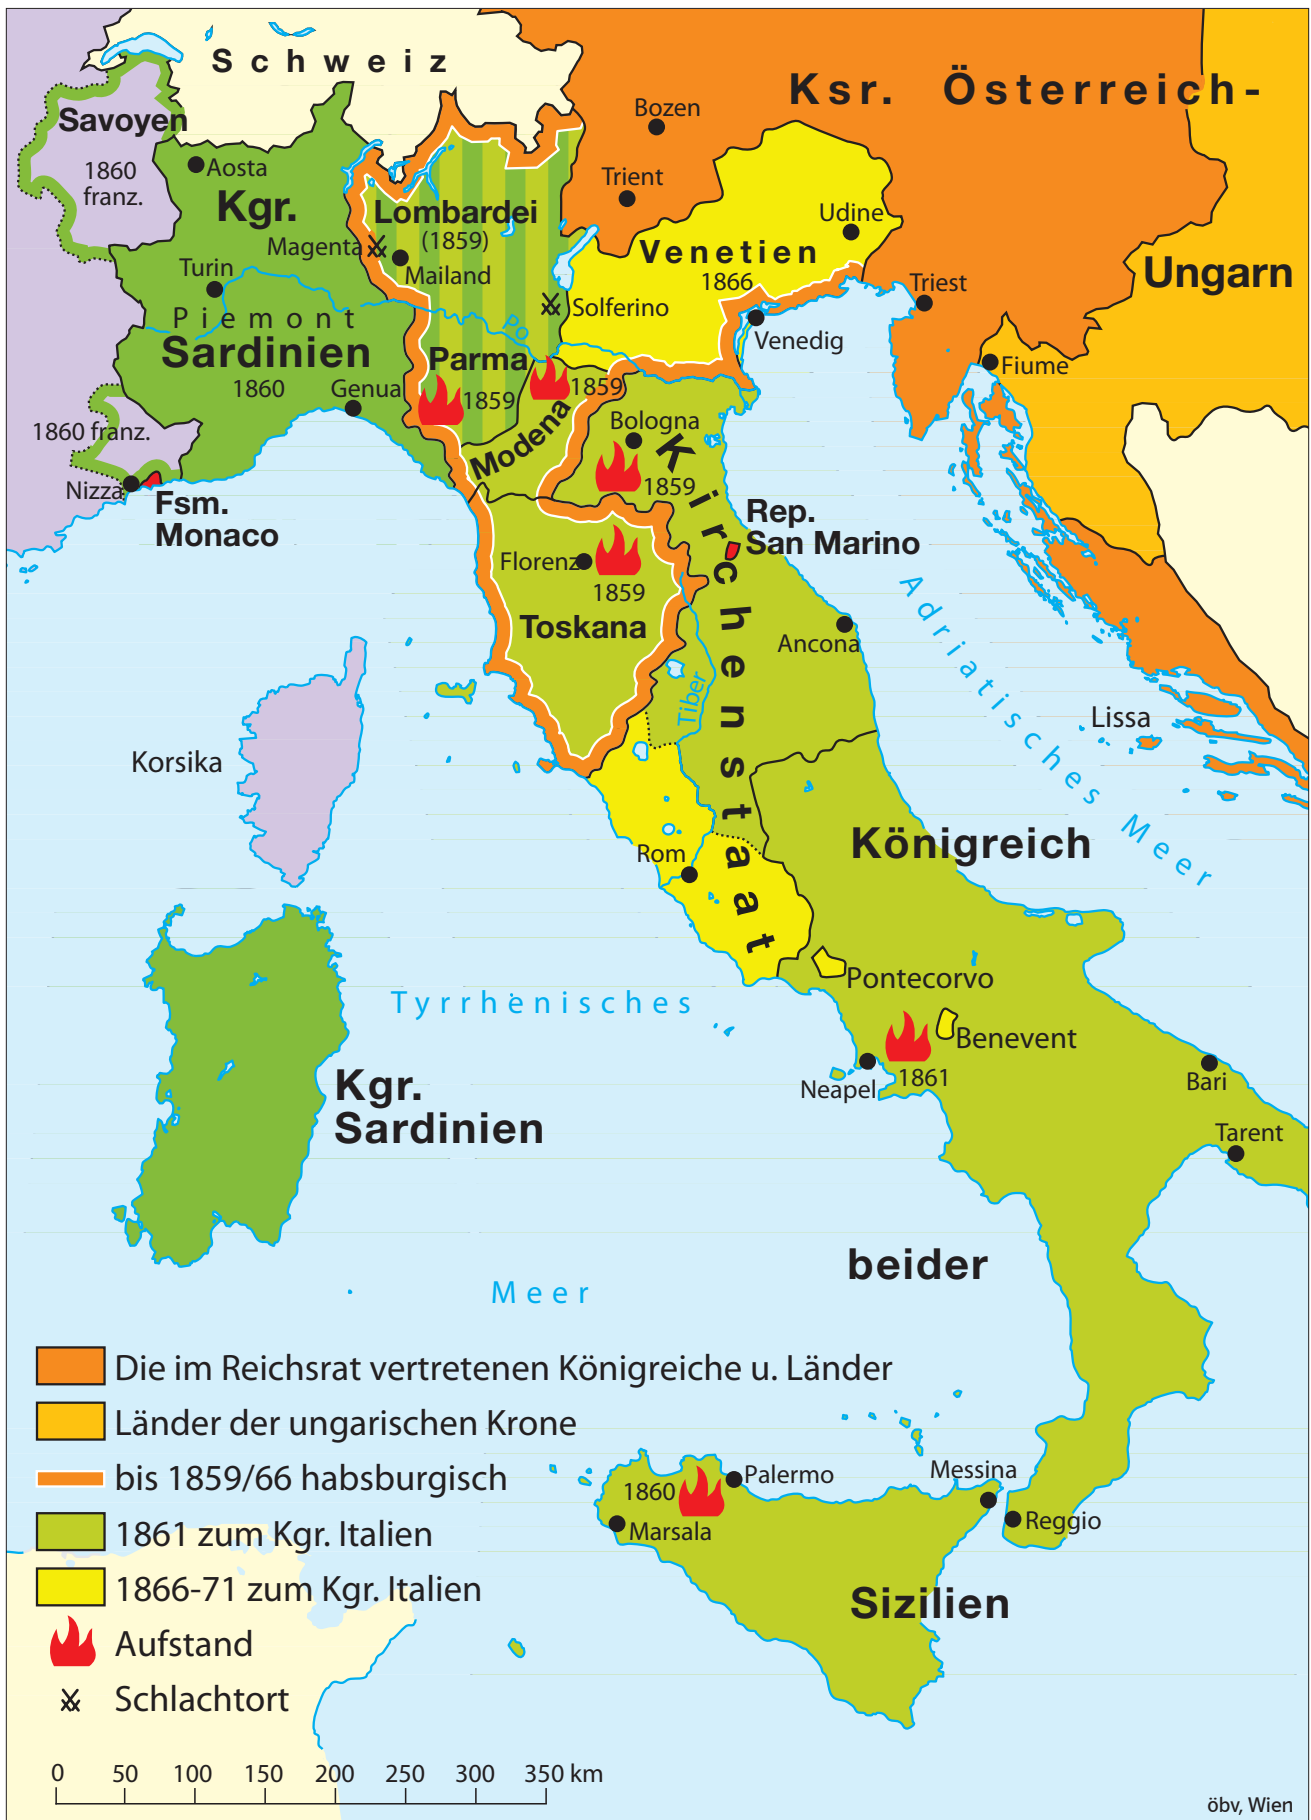 Schweiz
Ksr. Österreich-
Ungarn
Savoyen
1860
franz.
Aosta
Kgr.
Bozen
Trient
Udine
Lombardei
(1859)
Magenta
Mailand
Venetien
1866
Turin
Piemont
Sardinien
1860
Genua
Solferino
Po
Venedig
Triest
Fiume
Parma
1859
1859
Modena
Bologna
1859
1860 franz.
Nizza
Fsm.
Monaco
Kirchenstaat
Rep.
San Marino
Florenz
1859
Toskana
Ancona
Adriatisches Meer
Tiber
Lissa
Korsika
Rom
Königreich
Pontecorvo
Benevent
Tyrrhenisches
Neapel
1861
Bari
Tarent
Kgr.
Sardinien
beider
Meer
Die im Reichsrat vertretenen Königreiche u. Länder
Länder der ungarischen Krone
bis 1859/66 habsburgisch
1861 zum Kgr. Italien
1866-71 zum Kgr. Italien
Aufstand
Schlachtort
1860
Palermo
Messina
Marsala
Reggio
Sizilien
0 50 100 150 200 250 300 350 km
öbv, Wien